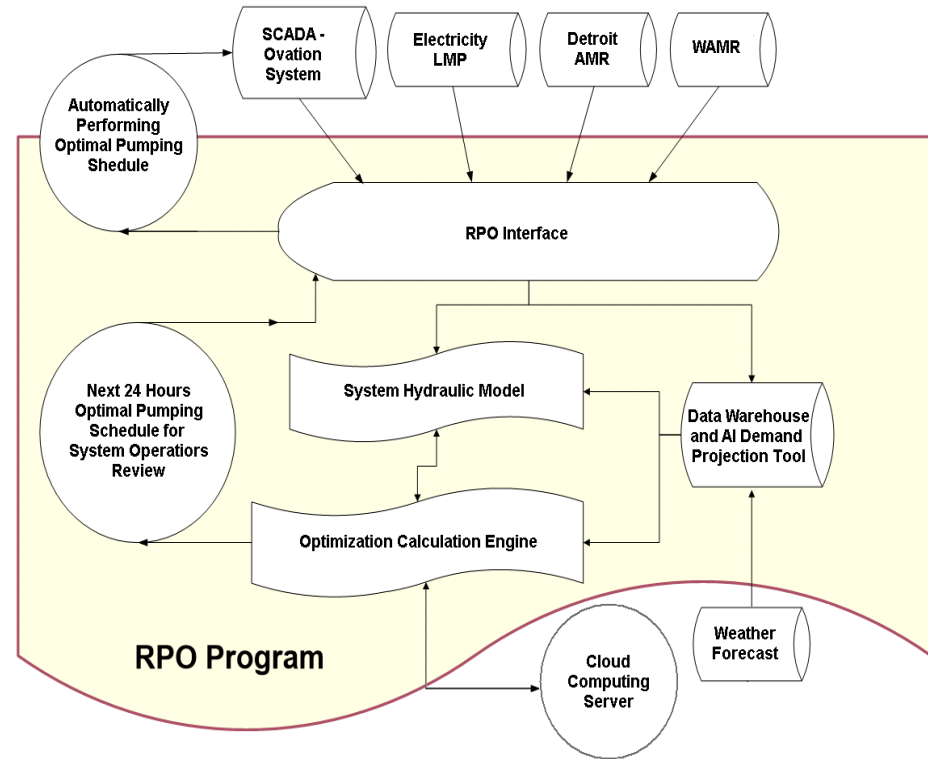 SCADA -
Ovation
System
Electricity
LMP
Detroit
AMR
WAMR
Automatically
Performing
Optimal Pumping
Shedule
RPO Interface
Next 24 Hours
Optimal Pumping
Schedule for
System Operatiors
Review
System Hydraulic Model
Data Warehouse
and AI Demand
Projection Tool
Optimization Calculation Engine
RPO Program
Cloud
Computing
Server
Weather
Forecast